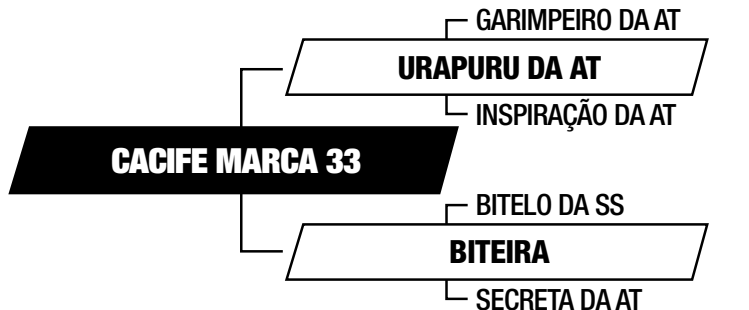 GARIMPEIRO DA AT
URAPURU DA AT
INSPIRAÇÃO DA AT
CACIFE MARCA 33
BITELO DA SS
BITEIRA
SECRETA DA AT